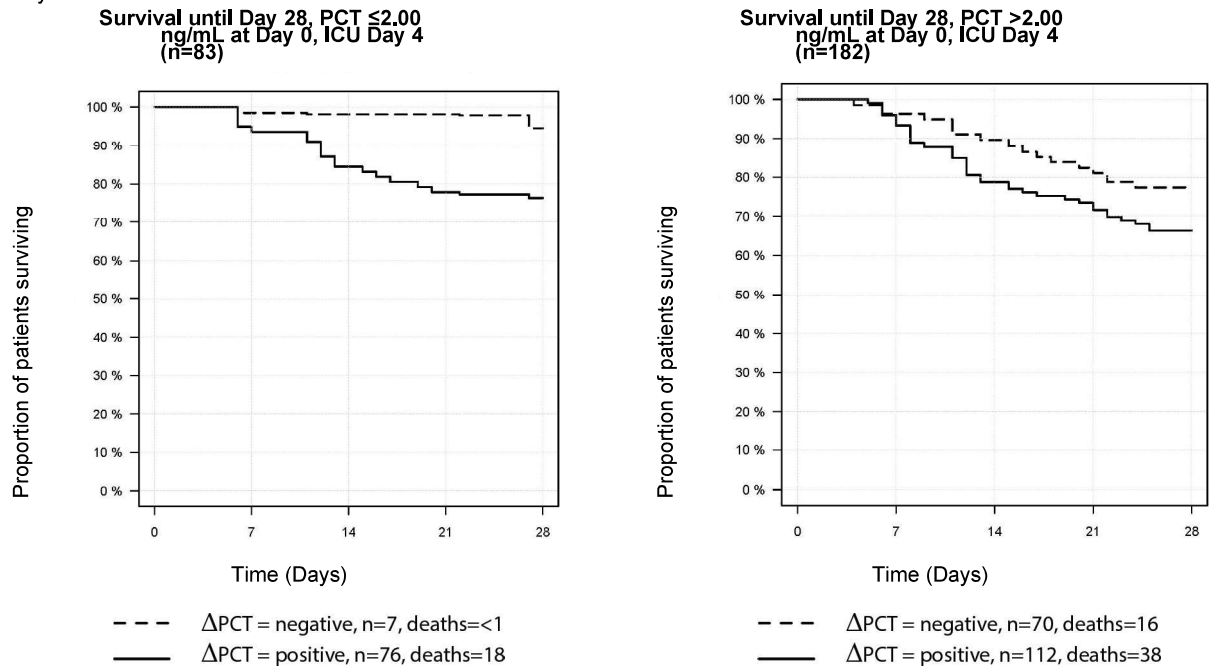 Survival until Day 28, PCT ≤2.00
ng/mL at Day 0, ICU Day 4
(n=83)
Proportion of patients surviving
100 %
90 %
80 %
70 %
60 %
50 %
40 %
30 %
20 %
10 %
0 %
0 7 14 21 28
Time (Days)
ΔPCT = negative, n=7, deaths=<1
ΔPCT = positive, n=76, deaths=18
Survival until Day 28, PCT >2.00
ng/mL at Day 0, ICU Day 4
(n=182)
Proportion of patients surviving
100 %
90 %
80 %
70 %
60 %
50 %
40 %
30 %
20 %
10 %
0 %
0 7 14 21 28
Time (Days)
ΔPCT = negative, n=70, deaths=16
ΔPCT = positive, n=112, deaths=38